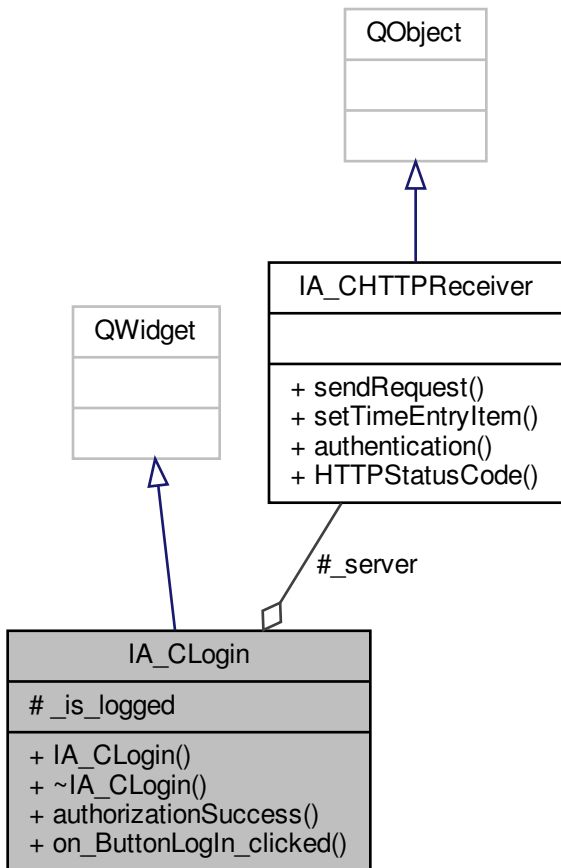 QObject
IA_CHTTPReceiver
+ sendRequest()
+ setTimeEntryItem()
+ authentication()
+ HTTPStatusCode()
QWidget
#_server
IA_CLogin
# _is_logged
+ IA_CLogin()
+ ~IA_CLogin()
+ authorizationSuccess()
+ on_ButtonLogIn_clicked()